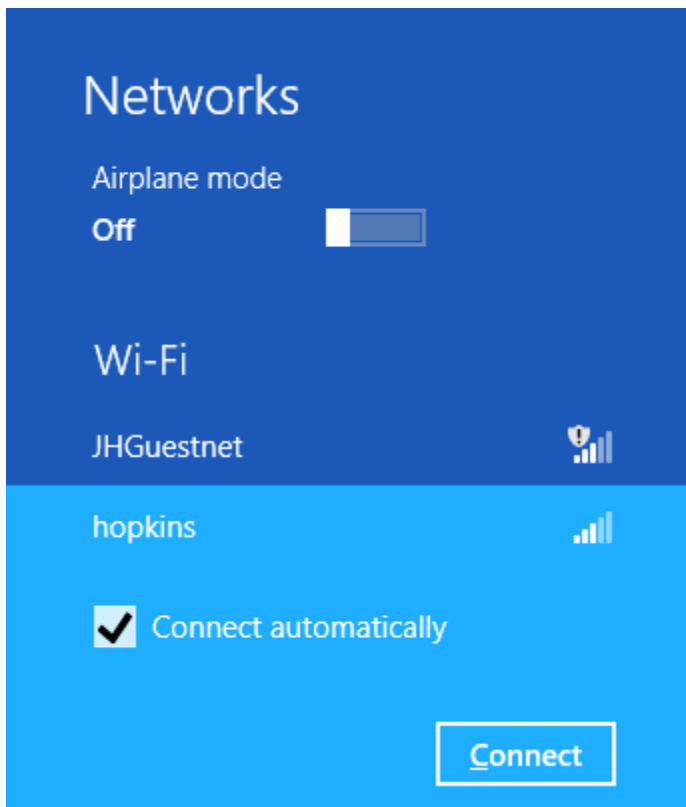 Networks
Airplane mode
Off
Wi-Fi
JHGuestnet
hopkins
Connect automatically
Connect